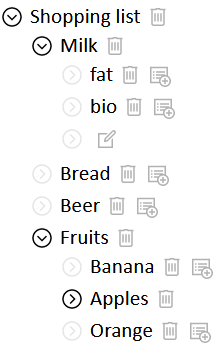 Shopping list
Milk
fat
bio
Bread
Beer
Fruits
Banana
Apples
Orange